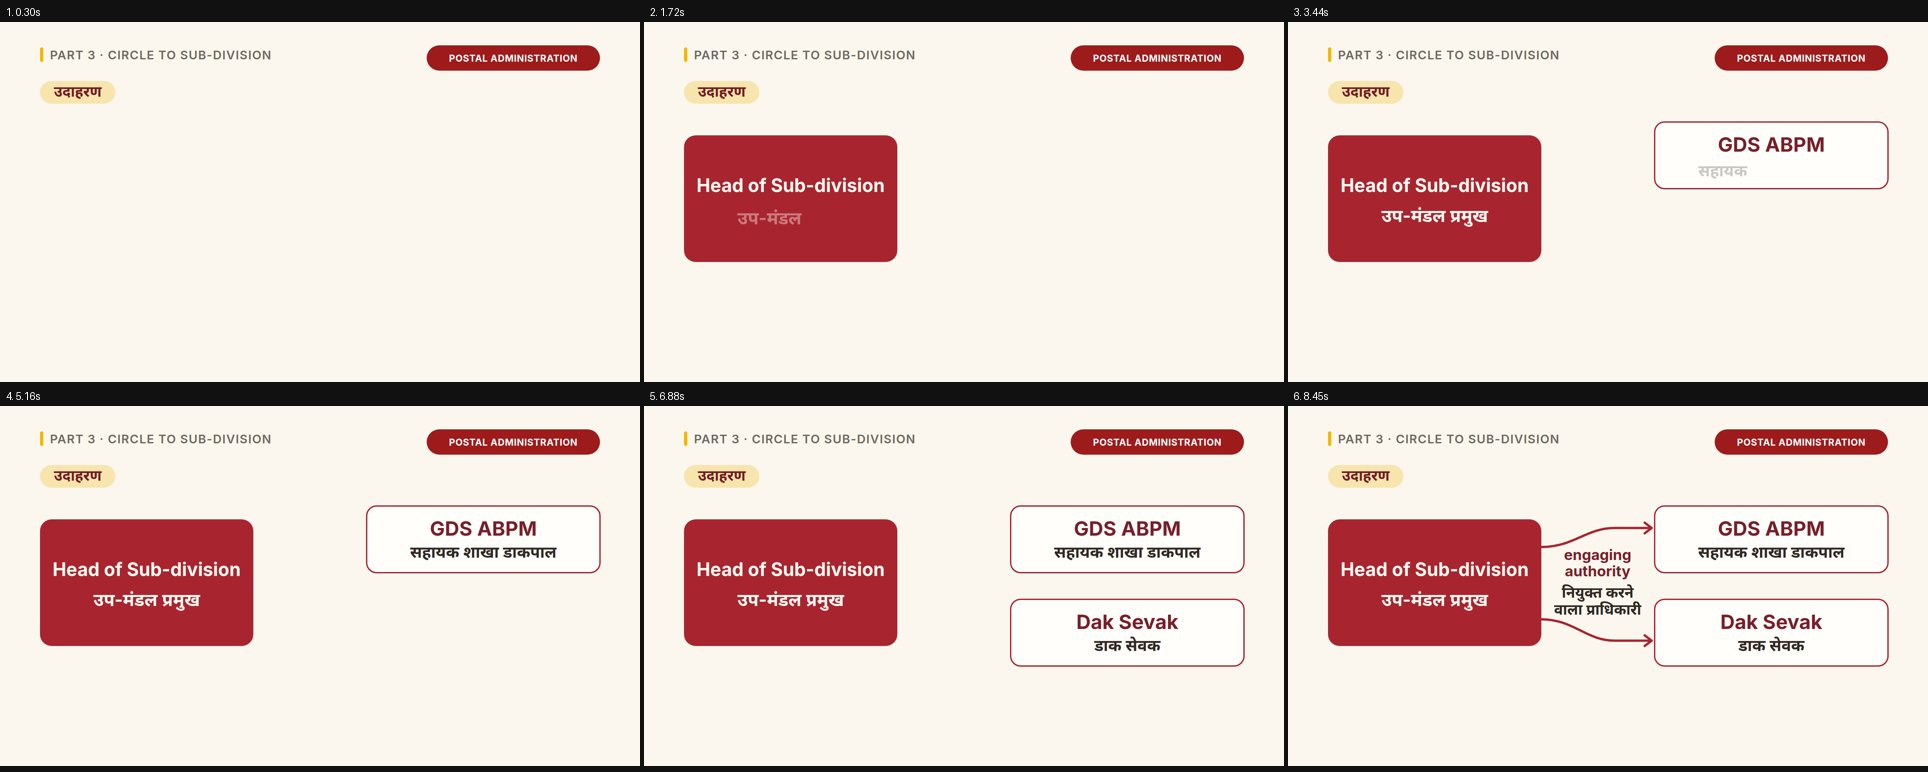 1. 0.30s
PART 3 · CIRCLE TO SUB-DIVISION
POSTAL ADMINISTRATION
उदाहरण
2. 1.72s
PART 3 · CIRCLE TO SUB-DIVISION
POSTAL ADMINISTRATION
उदाहरण
Head of Sub-division
उप-मंडल
3. 3.44s
PART 3 · CIRCLE TO SUB-DIVISION
POSTAL ADMINISTRATION
उदाहरण
Head of Sub-division
उप-मंडल प्रमुख
GDS ABPM
सहायक
4. 5.16s
PART 3 · CIRCLE TO SUB-DIVISION
POSTAL ADMINISTRATION
उदाहरण
Head of Sub-division
उप-मंडल प्रमुख
GDS ABPM
सहायक शाखा डाकपाल
5. 6.88s
PART 3 · CIRCLE TO SUB-DIVISION
POSTAL ADMINISTRATION
उदाहरण
Head of Sub-division
उप-मंडल प्रमुख
GDS ABPM
सहायक शाखा डाकपाल
Dak Sevak
डाक सेवक
6. 8.45s
PART 3 · CIRCLE TO SUB-DIVISION
POSTAL ADMINISTRATION
उदाहरण
Head of Sub-division
उप-मंडल प्रमुख
engaging
authority
नियुक्त करने
वाला प्राधिकारी
GDS ABPM
सहायक शाखा डाकपाल
Dak Sevak
डाक सेवक